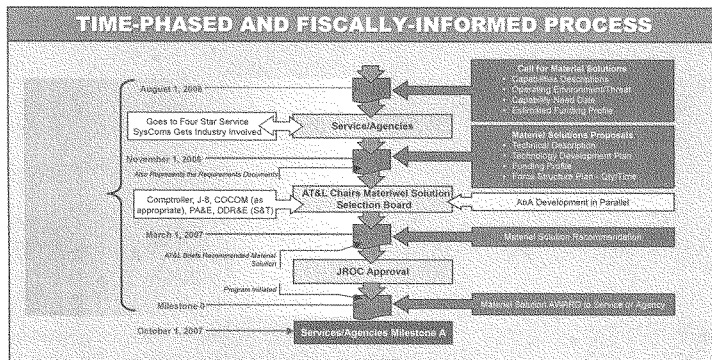 TIME-PHASED AND FISCALLY-INFORMED PROCESS
August 1, 2006
Call for Materiel Solutions
• Capabilities Descriptions
• Operating Environment/Threat
• Capability Need Date
• Estimated Funding Profile
Goes to Four Star Service
SysComs Gets Industry Involved
Service/Agencies
November 1, 2006
Also Represents the Requirements Documents
Materiel Solutions Proposals
• Technical Description
• Technology Development Plan
• Funding Profile
• Force Structure Plan - Qty/Time
Comptroller, J-8, COCOM (as
appropriate), PA&E, DDR&E (S&T)
AT&L Chairs Materiwel Solution
Selection Board
AoA Development in Parallel
March 1, 2007
Materiel Solution Recommendation
AT&L Briefs Recommended Material
Solution
JROC Approval
Program Initiated
Milestone 0
Materiel Solution AWARD to Service or Agency
October 1, 2007
Services/Agencies Milestone A